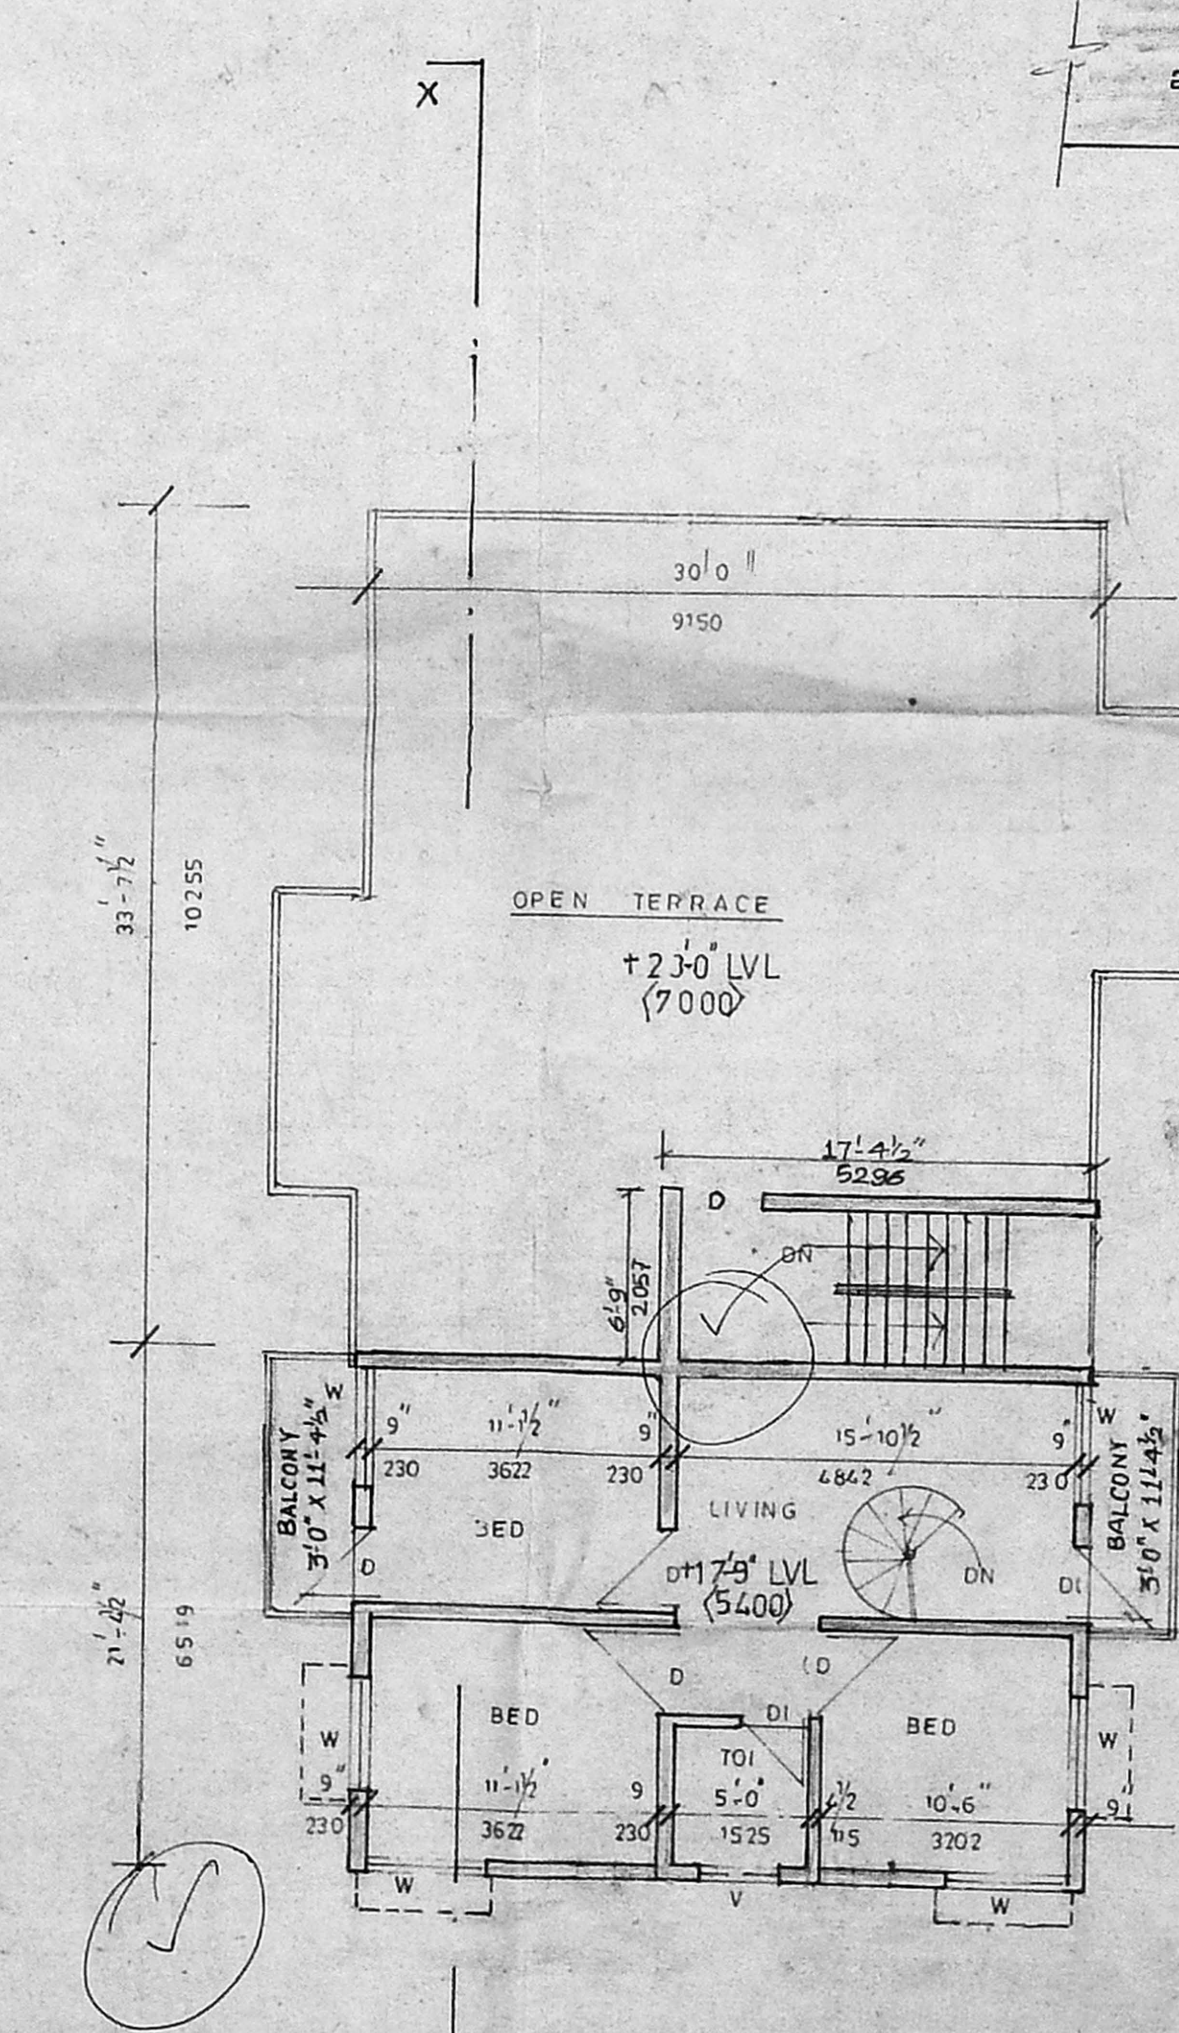 X
2
30'0"
9150
33'-7½"
10255
OPEN TERRACE
+23'-0" LVL
(7000)
17'-4½"
5296
D
DN
6'-9"
2057
W
BALCONY
3'-0" X 11'-4½"
9"
230
11'-1½"
3622
9"
230
15'-10½"
4842
9"
230
W
BALCONY
3'-0" X 11'-4½"
BED
LIVING
D
D
+17'-9" LVL
(5400)
DN
D1
21'-4½"
6519
D
D
D1
BED
BED
TOI
W
W
9"
230
11'-1½"
3622
9
230
5'-0"
1525
4½
115
10'-6"
3202
9"
W
V
W